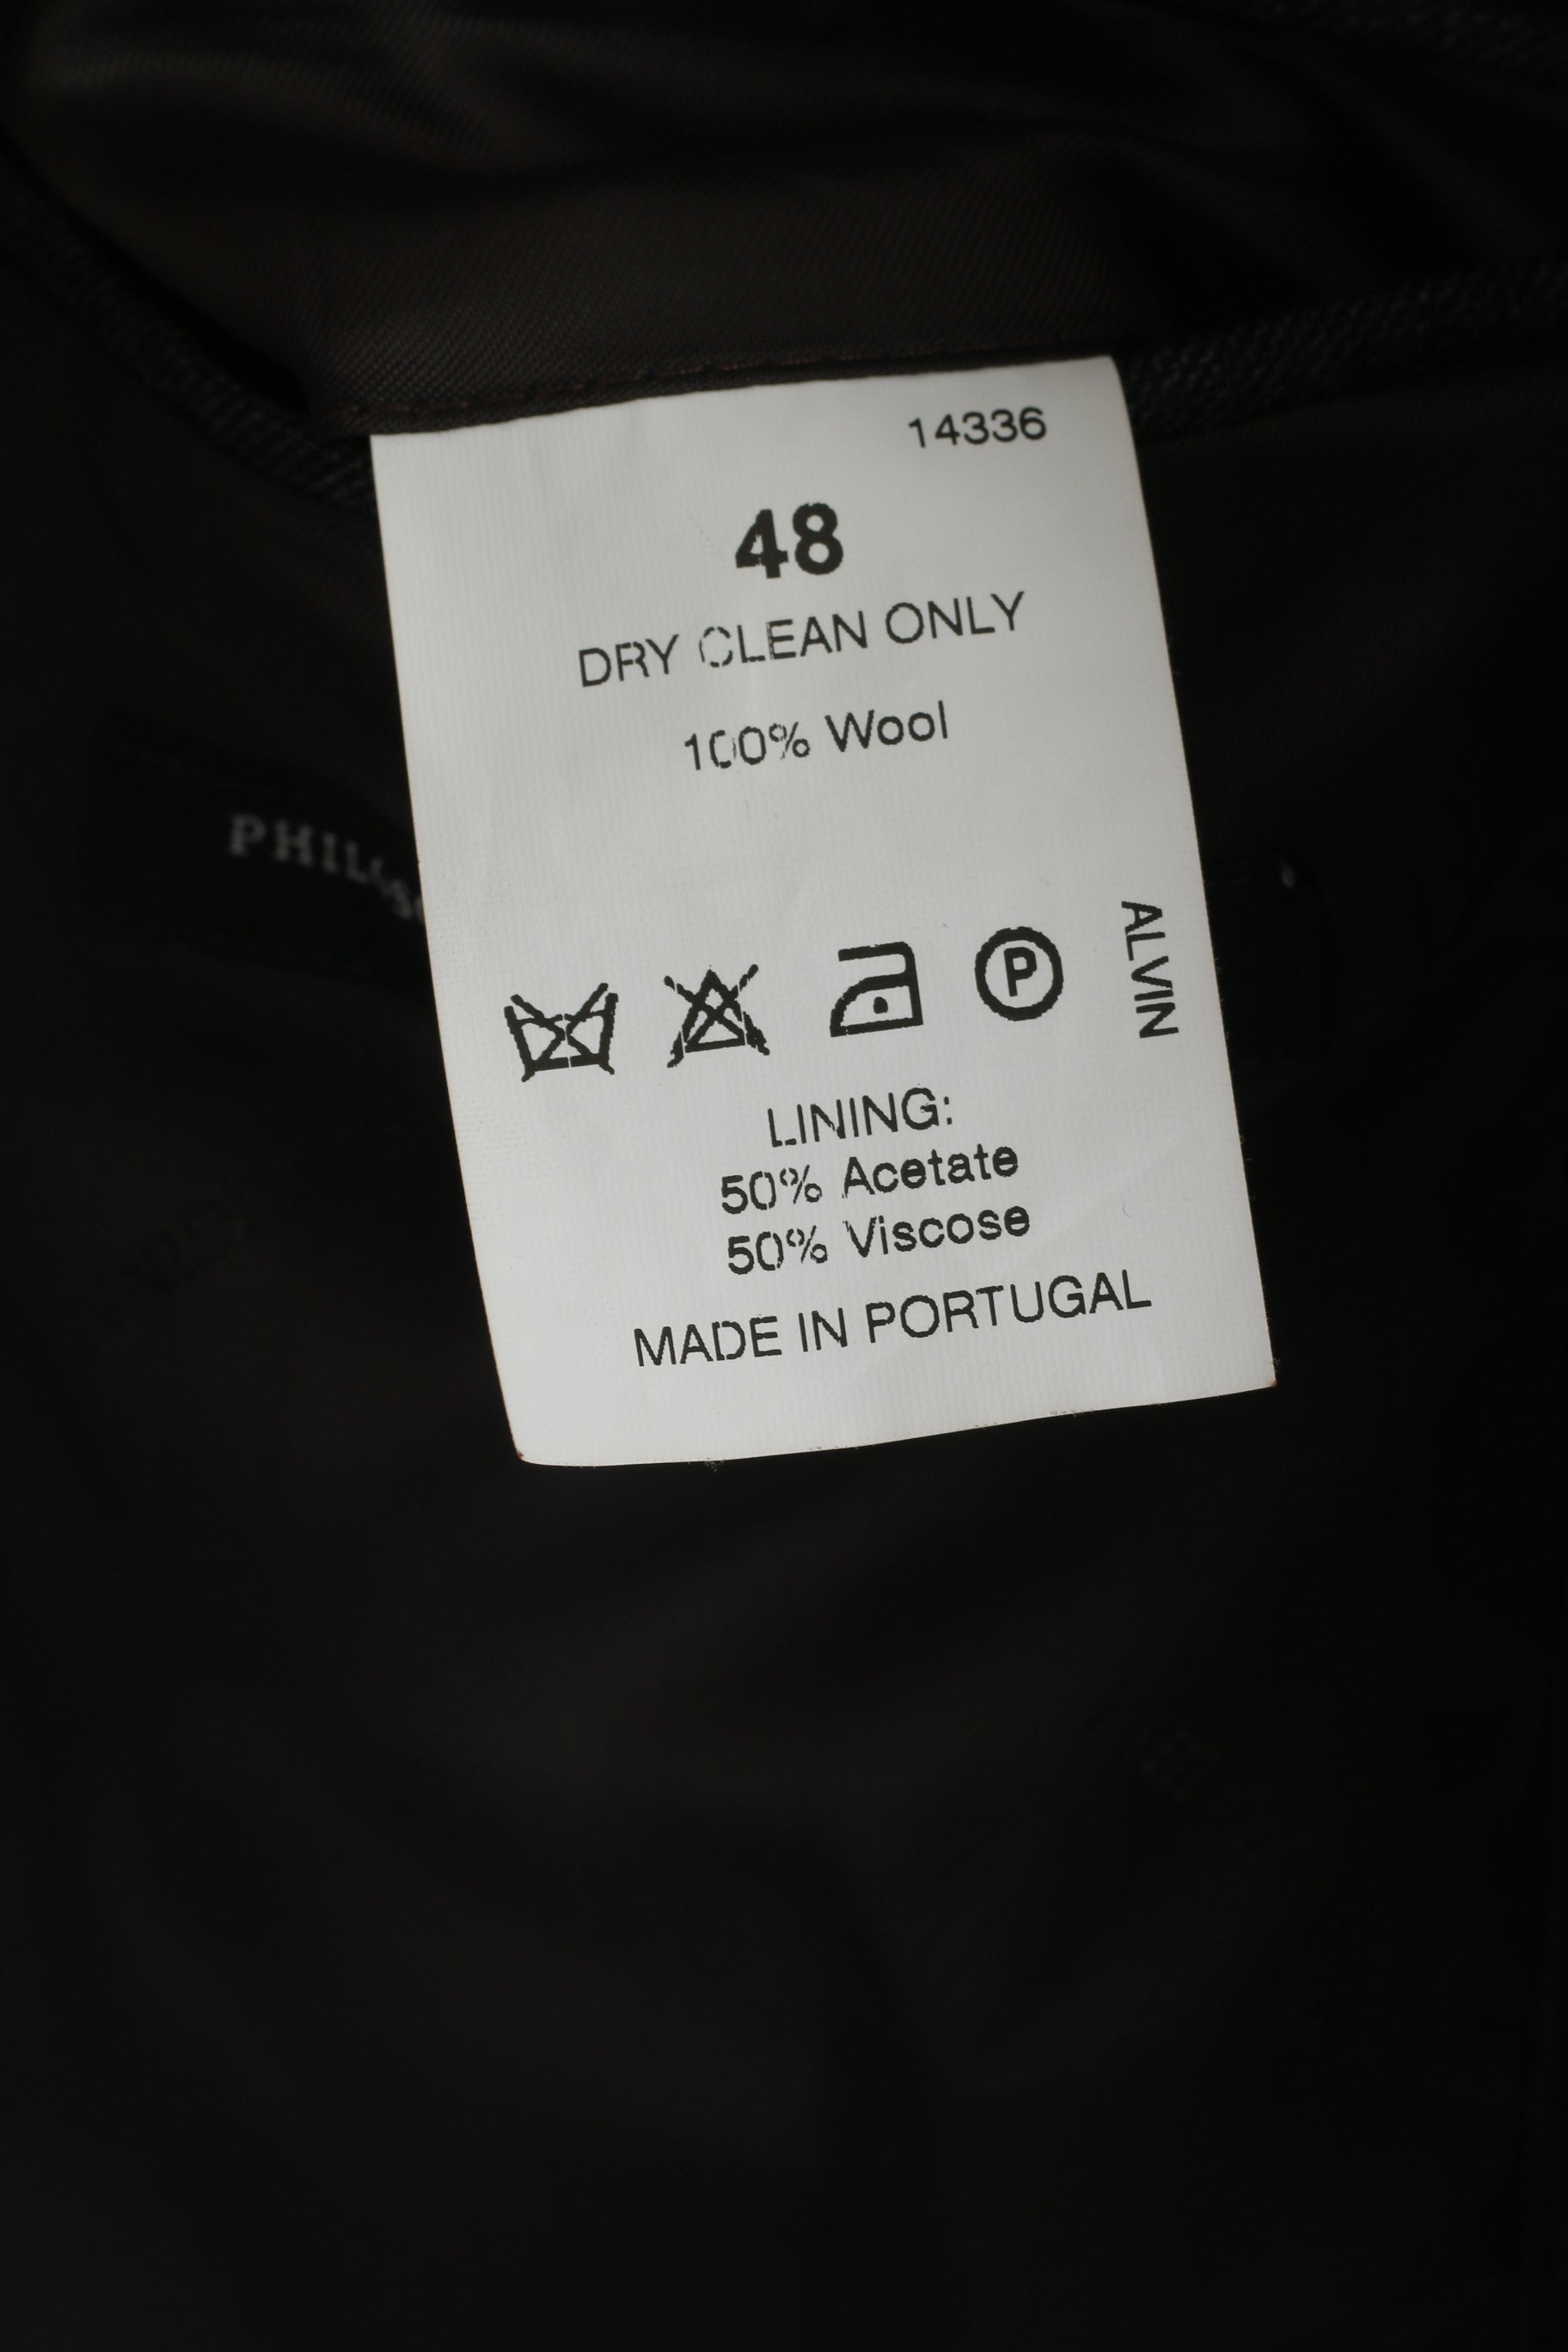 14336
48
DRY CLEAN ONLY
100% Wool
P
ALVIN
LINING:
50% Acetate
50% Viscose
MADE IN PORTUGAL